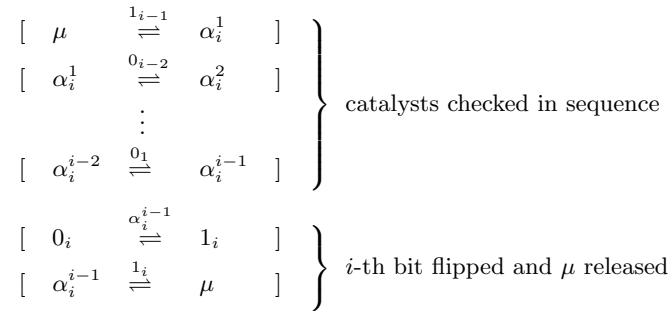 [ μ 1_{i−1} ⇌ α_i^1 ]
[ α_i^1 0_{i−2} ⇌ α_i^2 ]
⋮
catalysts checked in sequence
[ α_i^{i−2} 0_1 ⇌ α_i^{i−1} ]
[ 0_i α_i^{i−1} ⇌ 1_i ]
i-th bit flipped and μ released
[ α_i^{i−1} 1_i ⇌ μ ]